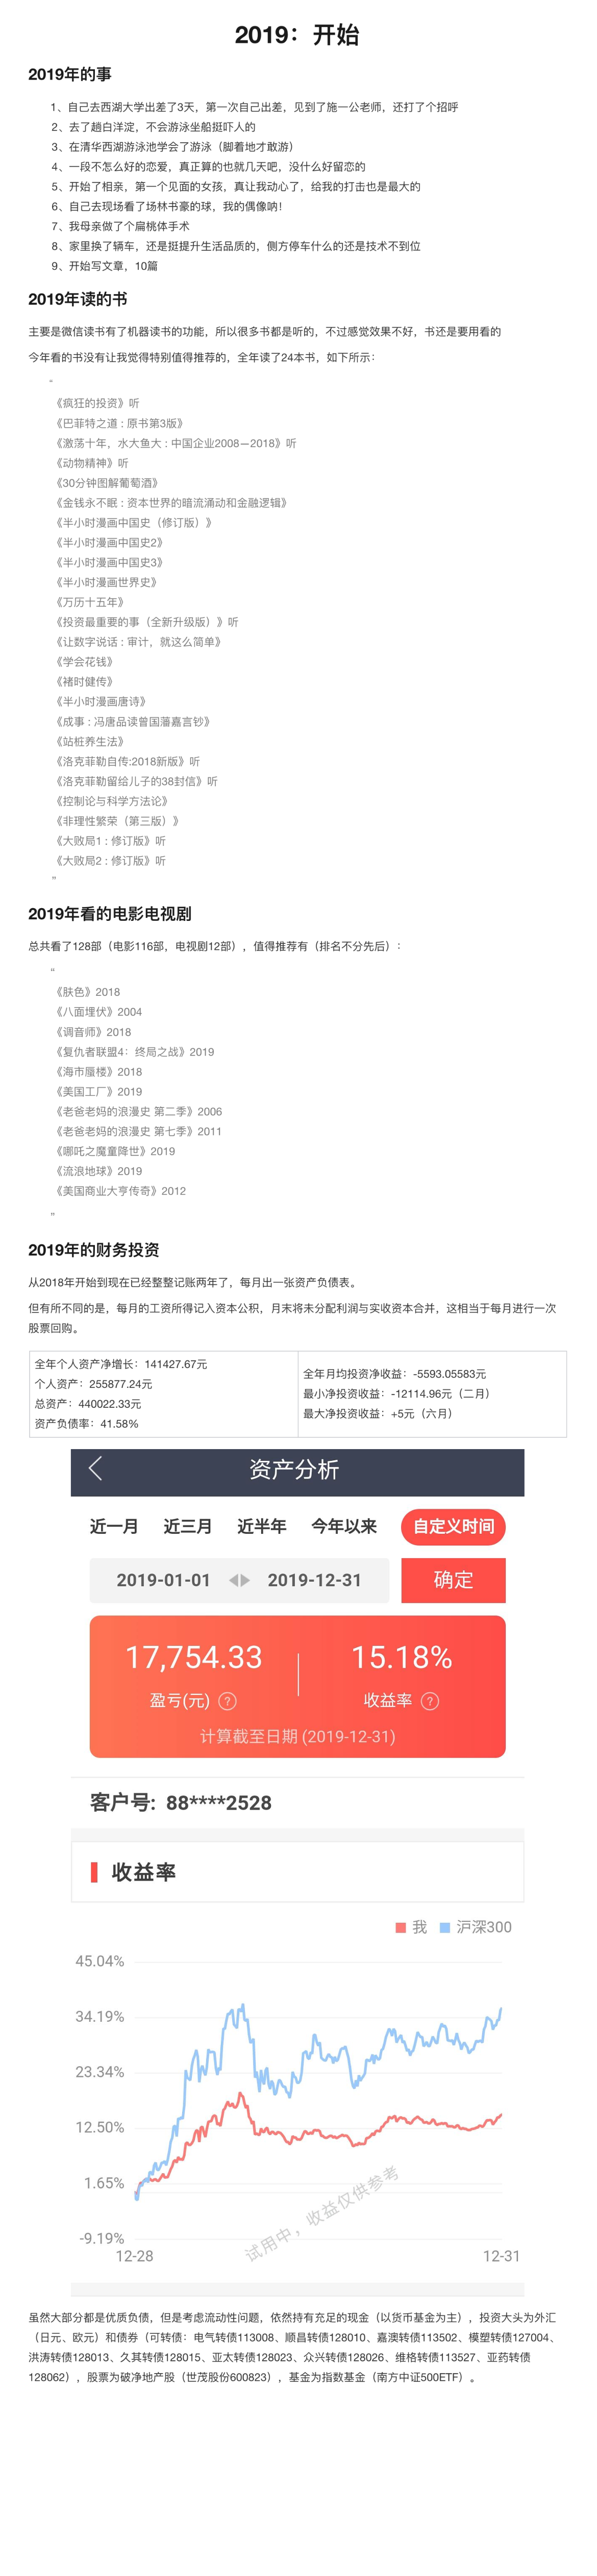 2019：开始
2019年的事
1、自己去西湖大学出差了3天，第一次自己出差，见到了施一公老师，还打了个招呼
2、去了趟白洋淀，不会游泳坐船挺吓人的
3、在清华西湖游泳池学会了游泳（脚着地才敢游）
4、一段不怎么好的恋爱，真正算的也就几天吧，没什么好留恋的
5、开始了相亲，第一个见面的女孩，真让我动心了，给我的打击也是最大的
6、自己去现场看了场林书豪的球，我的偶像呐！
7、我母亲做了个扁桃体手术
8、家里换了辆车，还是挺提升生活品质的，侧方停车什么的还是技术不到位
9、开始写文章，10篇
2019年读的书
主要是微信读书有了机器读书的功能，所以很多书都是听的，不过感觉效果不好，书还是要用看的
今年看的书没有让我觉得特别值得推荐的，全年读了24本书，如下所示：
“
《疯狂的投资》听
《巴菲特之道：原书第3版》
《激荡十年，水大鱼大：中国企业2008—2018》听
《动物精神》听
《30分钟图解葡萄酒》
《金钱永不眠：资本世界的暗流涌动和金融逻辑》
《半小时漫画中国史（修订版）》
《半小时漫画中国史2》
《半小时漫画中国史3》
《半小时漫画世界史》
《万历十五年》
《投资最重要的事（全新升级版）》听
《让数字说话：审计，就这么简单》
《学会花钱》
《褚时健传》
《半小时漫画唐诗》
《成事：冯唐品读曾国藩嘉言钞》
《站桩养生法》
《洛克菲勒自传:2018新版》听
《洛克菲勒留给儿子的38封信》听
《控制论与科学方法论》
《非理性繁荣（第三版）》
《大败局1：修订版》听
《大败局2：修订版》听
”
2019年看的电影电视剧
总共看了128部（电影116部，电视剧12部），值得推荐有（排名不分先后）：
“
《肤色》2018
《八面埋伏》2004
《调音师》2018
《复仇者联盟4：终局之战》2019
《海市蜃楼》2018
《美国工厂》2019
《老爸老妈的浪漫史 第二季》2006
《老爸老妈的浪漫史 第七季》2011
《哪吒之魔童降世》2019
《流浪地球》2019
《美国商业大亨传奇》2012
”
2019年的财务投资
从2018年开始到现在已经整整记账两年了，每月出一张资产负债表。
但有所不同的是，每月的工资所得记入资本公积，月末将未分配利润与实收资本合并，这相当于每月进行一次
股票回购。
全年个人资产净增长：141427.67元
个人资产：255877.24元
总资产：440022.33元
资产负债率：41.58%
全年月均投资净收益：-5593.05583元
最小净投资收益：-12114.96元（二月）
最大净投资收益：+5元（六月）
资产分析
近一月 近三月 近半年 今年以来 自定义时间
2019-01-01 2019-12-31 确定
17,754.33 15.18%
盈亏(元) ? 收益率 ?
计算截至日期 (2019-12-31)
客户号: 88****2528
收益率
我 沪深300
45.04%
34.19%
23.34%
12.50%
1.65%
-9.19%
12-28 12-31
试用中，收益仅供参考
虽然大部分都是优质负债，但是考虑流动性问题，依然持有充足的现金（以货币基金为主），投资大头为外汇
（日元、欧元）和债券（可转债：电气转债113008、顺昌转债128010、嘉澳转债113502、模塑转债127004、
洪涛转债128013、久其转债128015、亚太转债128023、众兴转债128026、维格转债113527、亚药转债
128062），股票为破净地产股（世茂股份600823），基金为指数基金（南方中证500ETF）。